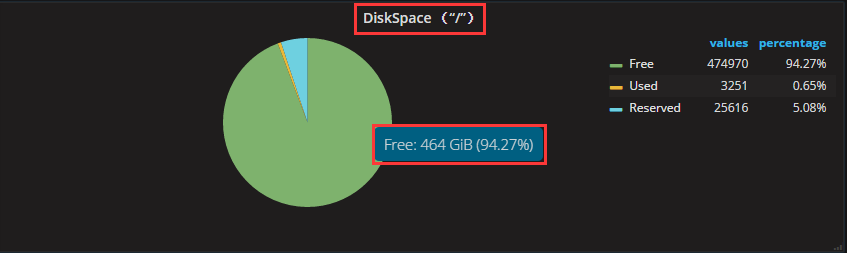 DiskSpace (“/”)
values percentage
Free 474970 94.27%
Used 3251 0.65%
Reserved 25616 5.08%
Free: 464 GiB (94.27%)